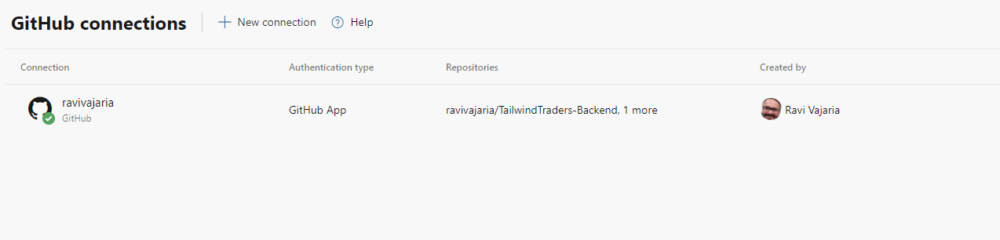 GitHub connections New connection Help
Connection Authentication type Repositories Created by
ravivajaria
GitHub
GitHub App ravivajaria/TailwindTraders-Backend, 1 more Ravi Vajaria